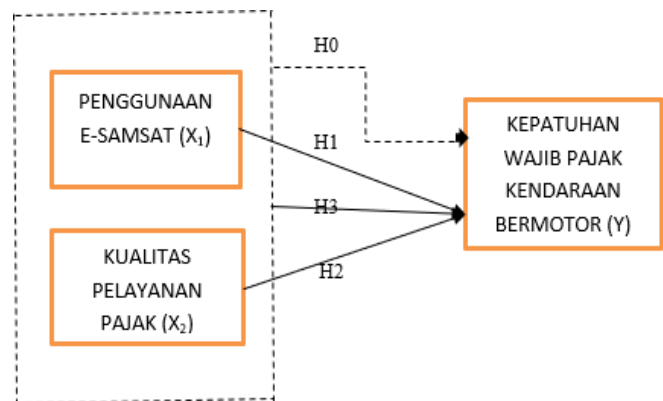 H0
PENGGUNAAN
E-SAMSAT (X₁)
H1
KEPATUHAN
WAJIB PAJAK
KENDARAAN
BERMOTOR (Y)
H3
KUALITAS
PELAYANAN
PAJAK (X₂)
H2